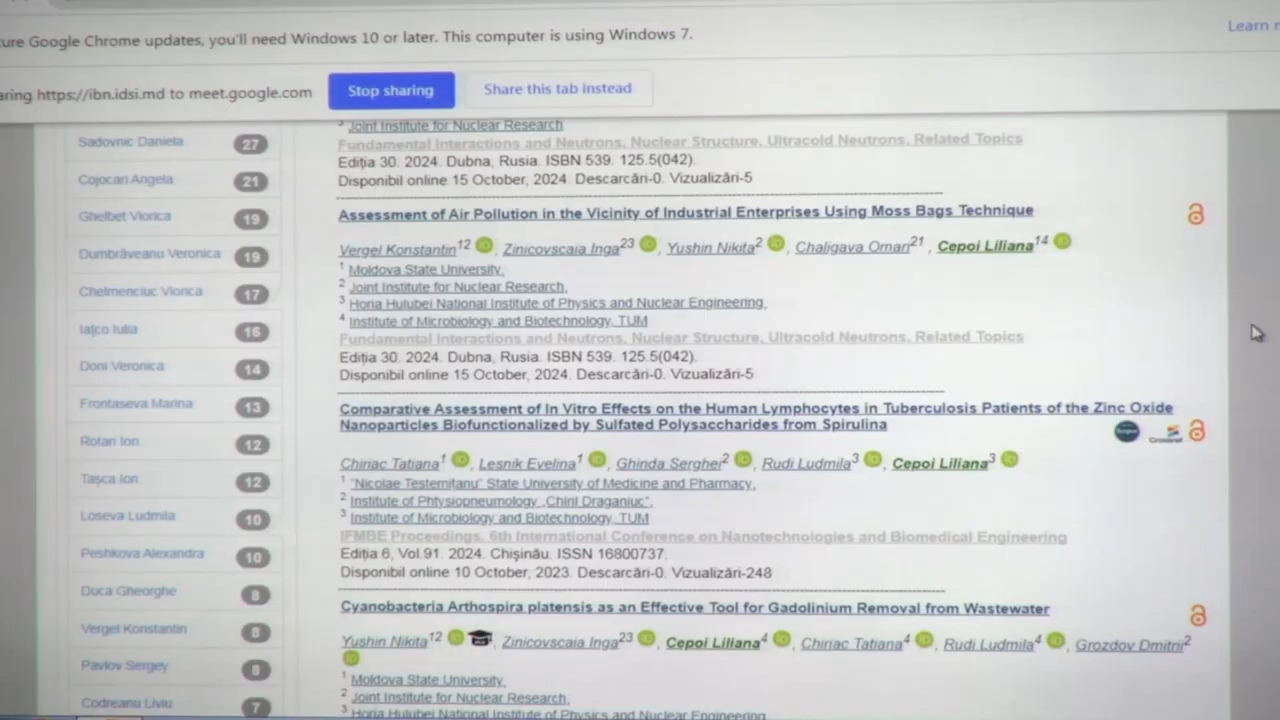 ure Google Chrome updates, you'll need Windows 10 or later. This computer is using Windows 7.
Learn
aring https://ibn.idsi.md to meet.google.com
Stop sharing
Share this tab instead
Sadovnic Daniela 27
Cojocari Angela 21
Ghelbet Viorica 19
Dumbrăveanu Veronica 19
Chelmenciuc Viorica 17
Iațco Iulia 16
Doni Veronica 14
Frontaseva Marina 13
Rotari Ion 12
Tașca Ion 12
Loseva Ludmila 10
Peshkova Alexandra 10
Duca Gheorghe 8
Vergel Konstantin 8
Pavlov Sergey 8
Codreanu Liviu 7
3 Joint Institute for Nuclear Research
Fundamental Interactions and Neutrons, Nuclear Structure, Ultracold Neutrons, Related Topics
Ediția 30. 2024. Dubna, Rusia. ISBN 539. 125.5(042).
Disponibil online 15 October, 2024. Descarcări-0. Vizualizări-5
Assessment of Air Pollution in the Vicinity of Industrial Enterprises Using Moss Bags Technique
Vergel Konstantin12, Zinicovscaia Inga23, Yushin Nikita2, Chaligava Omari21, Cepoi Liliana14
1 Moldova State University,
2 Joint Institute for Nuclear Research,
3 Horia Hulubei National Institute of Physics and Nuclear Engineering,
4 Institute of Microbiology and Biotechnology, TUM
Fundamental Interactions and Neutrons, Nuclear Structure, Ultracold Neutrons, Related Topics
Ediția 30. 2024. Dubna, Rusia. ISBN 539. 125.5(042).
Disponibil online 15 October, 2024. Descarcări-0. Vizualizări-5
Comparative Assessment of In Vitro Effects on the Human Lymphocytes in Tuberculosis Patients of the Zinc Oxide
Nanoparticles Biofunctionalized by Sulfated Polysaccharides from Spirulina
Chiriac Tatiana1, Lesnik Evelina1, Ghinda Serghei2, Rudi Ludmila3, Cepoi Liliana3
1 "Nicolae Testemițanu" State University of Medicine and Pharmacy,
2 Institute of Phtysiopneumology „Chiril Draganiuc",
3 Institute of Microbiology and Biotechnology, TUM
IFMBE Proceedings. 6th International Conference on Nanotechnologies and Biomedical Engineering
Ediția 6, Vol.91. 2024. Chișinău. ISSN 16800737.
Disponibil online 10 October, 2023. Descarcări-0. Vizualizări-248
Cyanobacteria Arthospira platensis as an Effective Tool for Gadolinium Removal from Wastewater
Yushin Nikita12, Zinicovscaia Inga23, Cepoi Liliana4, Chiriac Tatiana4, Rudi Ludmila4, Grozdov Dmitrii2
1 Moldova State University,
2 Joint Institute for Nuclear Research,
3 Horia Hulubei National Institute of Physics and Nuclear Engineering